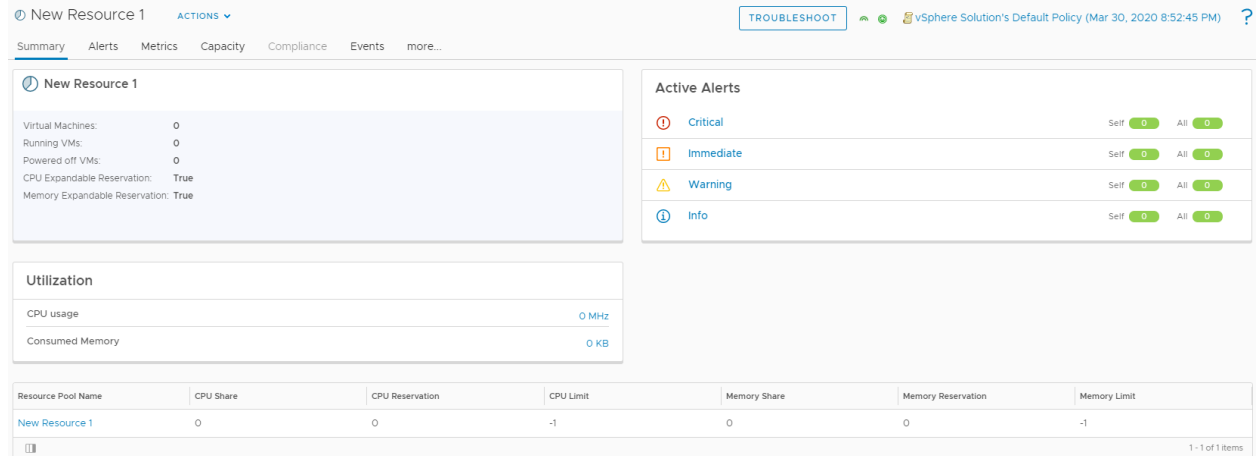 New Resource 1 ACTIONS TROUBLESHOOT vSphere Solution's Default Policy (Mar 30, 2020 8:52:45 PM) ?
Summary Alerts Metrics Capacity Compliance Events more...
New Resource 1
Virtual Machines: 0
Running VMs: 0
Powered off VMs: 0
CPU Expandable Reservation: True
Memory Expandable Reservation: True
Active Alerts
Critical Self 0 All 0
Immediate Self 0 All 0
Warning Self 0 All 0
Info Self 0 All 0
Utilization
CPU usage 0 MHz
Consumed Memory 0 KB
Resource Pool Name CPU Share CPU Reservation CPU Limit Memory Share Memory Reservation Memory Limit
New Resource 1 0 0 -1 0 0 -1
1 - 1 of 1 items